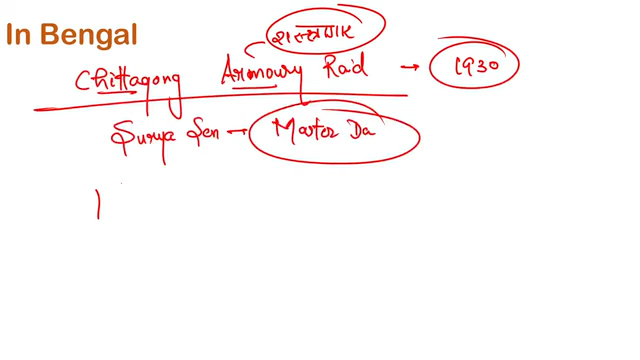 In Bengal
शस्त्रागार
Chittagong Armoury Raid → 1930
Surya Sen → Master Da